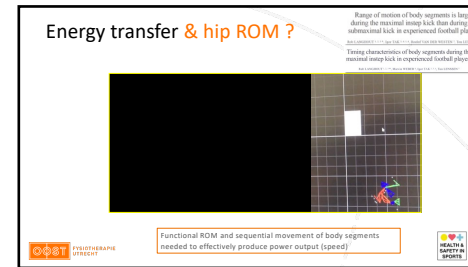 Energy transfer & hip ROM ?
Range of motion of body segments is larg
during the maximal instep kick than during
submaximal kick in experienced football pla
Timing characteristics of body segments during th
maximal instep kick in experienced football playe
Functional ROM and sequential movement of body segments
needed to effectively produce power output (speed)
FYSIOTHERAPIE
UTRECHT
HEALTH &
SAFETY IN
SPORTS